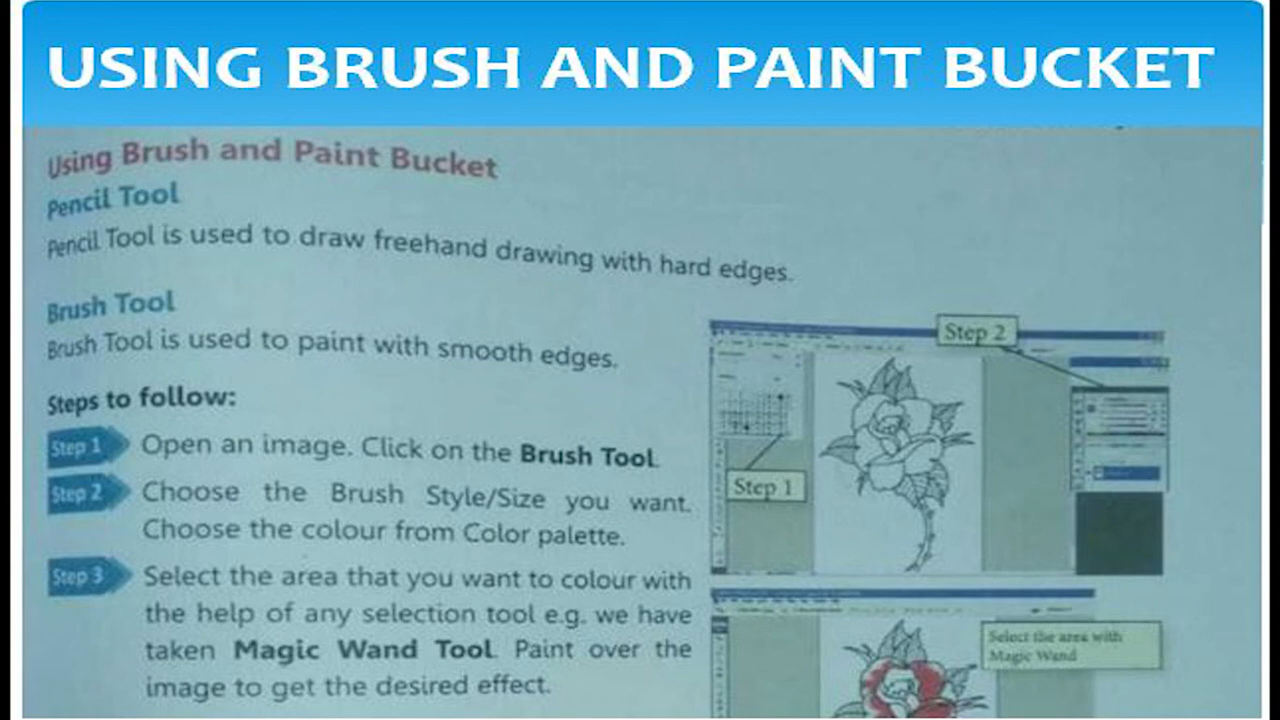 USING BRUSH AND PAINT BUCKET
Using Brush and Paint Bucket
Pencil Tool
Pencil Tool is used to draw freehand drawing with hard edges.
Brush Tool
Brush Tool is used to paint with smooth edges.
Steps to follow:
Step 1 Open an image. Click on the Brush Tool.
Step 2 Choose the Brush Style/Size you want.
Choose the colour from Color palette.
Step 3 Select the area that you want to colour with
the help of any selection tool e.g. we have
taken Magic Wand Tool. Paint over the
image to get the desired effect.
Step 2
Step 1
Select the area with
Magic Wand